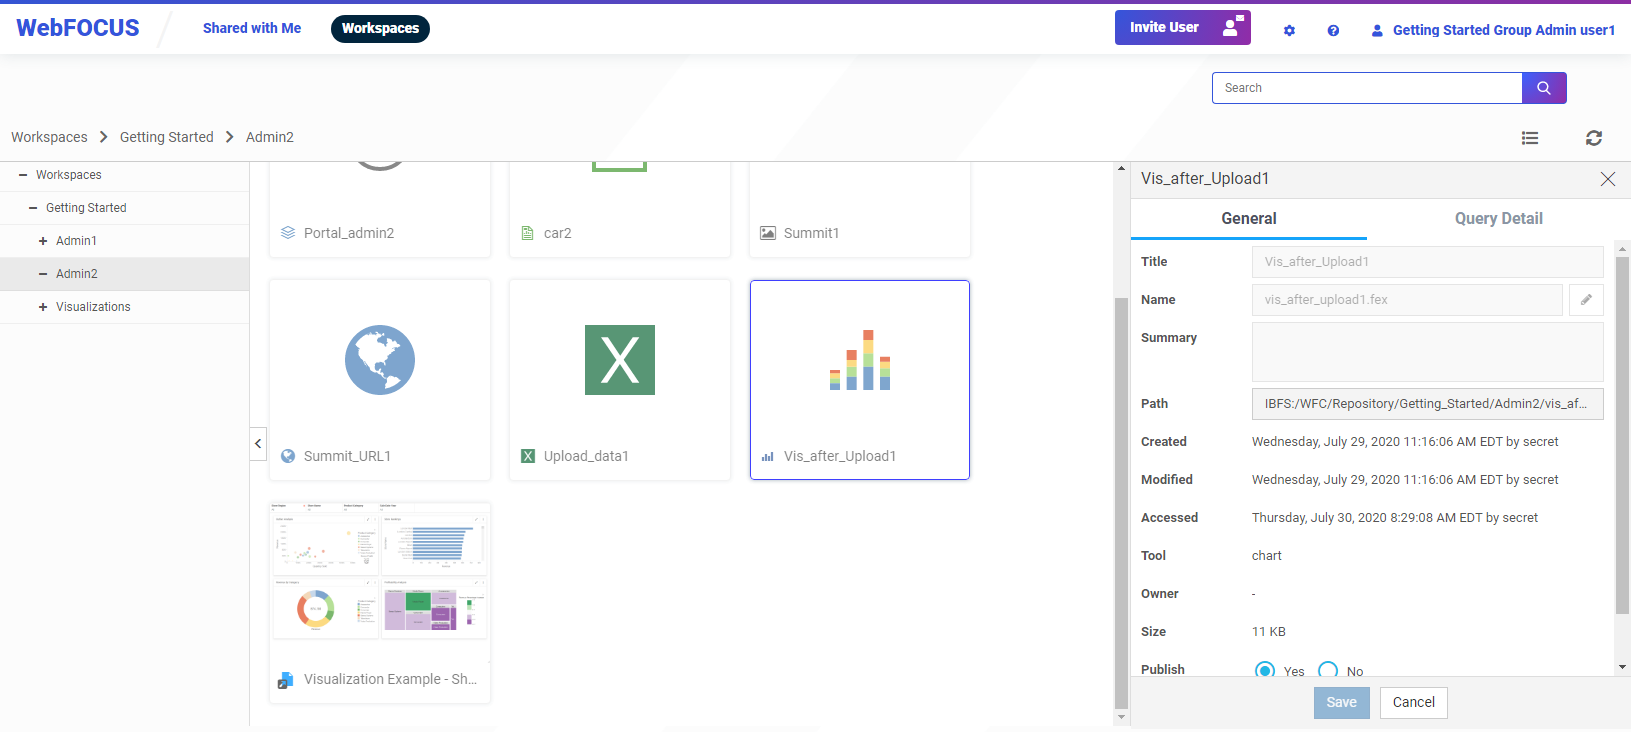 WebFOCUS
Shared with Me
Workspaces
Invite User
Getting Started Group Admin user1
Search
Workspaces > Getting Started > Admin2
Workspaces
Getting Started
Admin1
Admin2
Visualizations
Portal_admin2
car2
Summit1
Summit_URL1
Upload_data1
Vis_after_Upload1
Visualization Example - Sh...
Vis_after_Upload1
General
Query Detail
Title
Vis_after_Upload1
Name
vis_after_upload1.fex
Summary
Path
IBFS:/WFC/Repository/Getting_Started/Admin2/vis_af...
Created
Wednesday, July 29, 2020 11:16:06 AM EDT by secret
Modified
Wednesday, July 29, 2020 11:16:06 AM EDT by secret
Accessed
Thursday, July 30, 2020 8:29:08 AM EDT by secret
Tool
chart
Owner
-
Size
11 KB
Publish
Yes
No
Save
Cancel